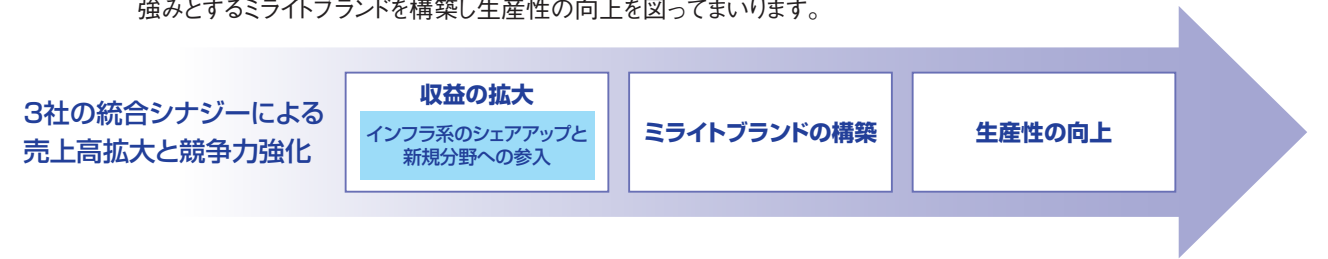 強みとするミライトブランドを構築し生産性の向上を図ってまいります。
3社の統合シナジーによる
売上高拡大と競争力強化
収益の拡大
インフラ系のシェアアップと
新規分野への参入
ミライトブランドの構築
生産性の向上